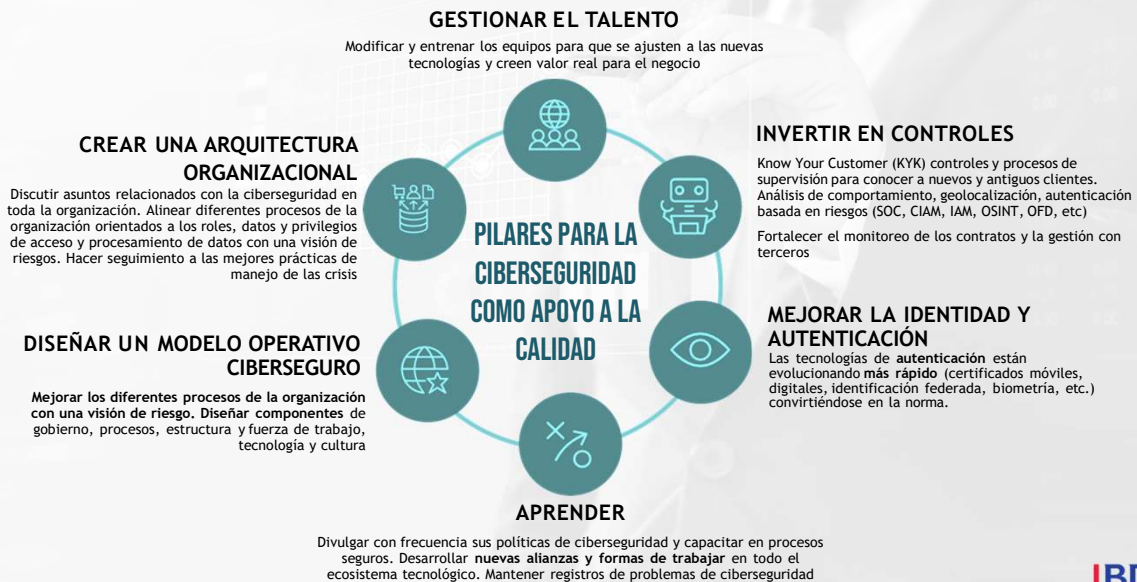 GESTIONAR EL TALENTO
Modificar y entrenar los equipos para que se ajusten a las nuevas
tecnologías y creen valor real para el negocio
CREAR UNA ARQUITECTURA
ORGANIZACIONAL
Discutir asuntos relacionados con la ciberseguridad en
toda la organización. Alinear diferentes procesos de la
organización orientados a los roles, datos y privilegios
de acceso y procesamiento de datos con una visión de
riesgos. Hacer seguimiento a las mejores prácticas de
manejo de las crisis
INVERTIR EN CONTROLES
Know Your Customer (KYK) controles y procesos de
supervisión para conocer a nuevos y antiguos clientes.
Análisis de comportamiento, geolocalización, autenticación
basada en riesgos (SOC, CIAM, IAM, OSINT, OFD, etc)
Fortalecer el monitoreo de los contratos y la gestión con
terceros
PILARES PARA LA
CIBERSEGURIDAD
COMO APOYO A LA
CALIDAD
DISEÑAR UN MODELO OPERATIVO
CIBERSEGURO
Mejorar los diferentes procesos de la organización
con una visión de riesgo. Diseñar componentes de
gobierno, procesos, estructura y fuerza de trabajo,
tecnología y cultura
MEJORAR LA IDENTIDAD Y
AUTENTICACIÓN
Las tecnologías de autenticación están
evolucionando más rápido (certificados móviles,
digitales, identificación federada, biometría, etc.)
convirtiéndose en la norma.
APRENDER
Divulgar con frecuencia sus políticas de ciberseguridad y capacitar en procesos
seguros. Desarrollar nuevas alianzas y formas de trabajar en todo el
ecosistema tecnológico. Mantener registros de problemas de ciberseguridad